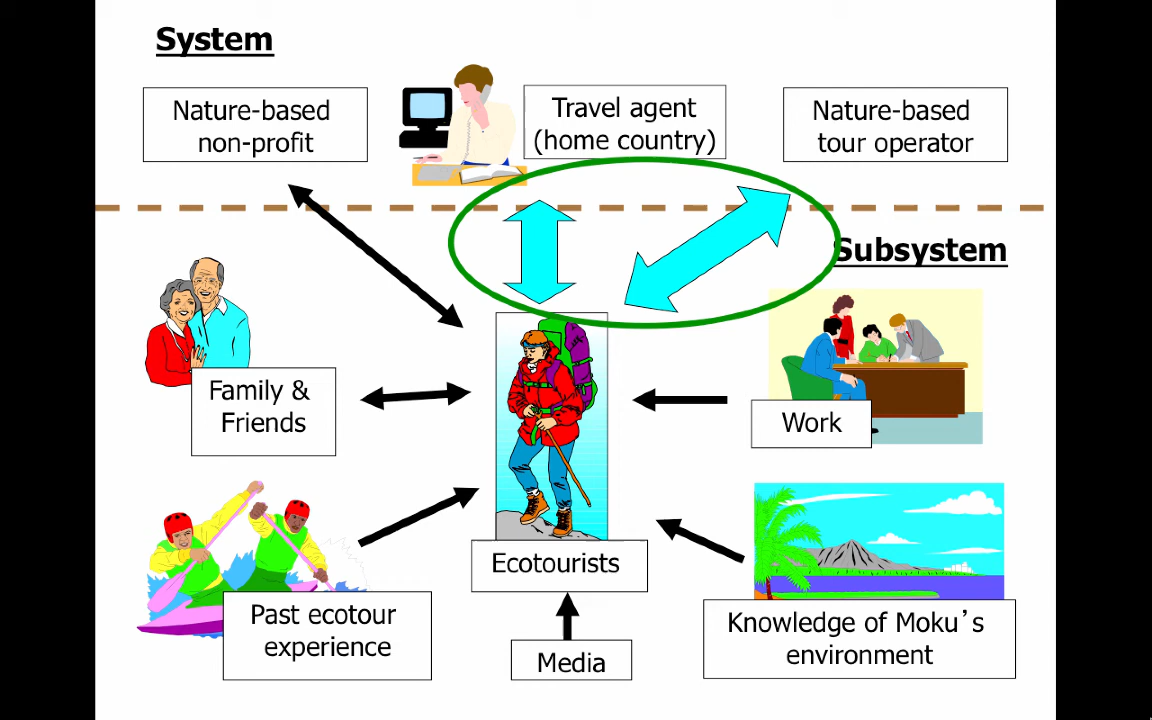 System
Nature-based
non-profit
Travel agent
(home country)
Nature-based
tour operator
Subsystem
Family &
Friends
Work
Past ecotour
experience
Ecotourists
Media
Knowledge of Moku’s
environment